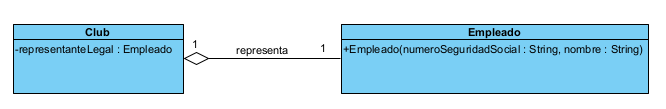 Club
-representanteLegal : Empleado
1
representa
1
Empleado
+Empleado(numeroSeguridadSocial : String, nombre : String)